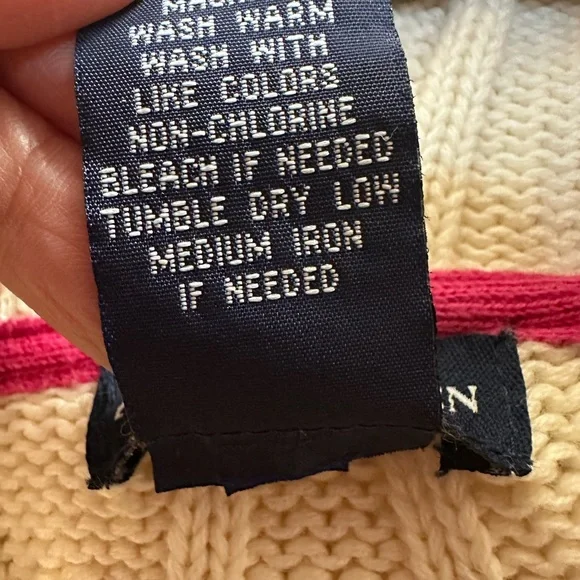 WASH WARM
WASH WITH
LIKE COLORS
NON-CHLORINE
BLEACH IF NEEDED
TUMBLE DRY LOW
MEDIUM IRON
IF NEEDED